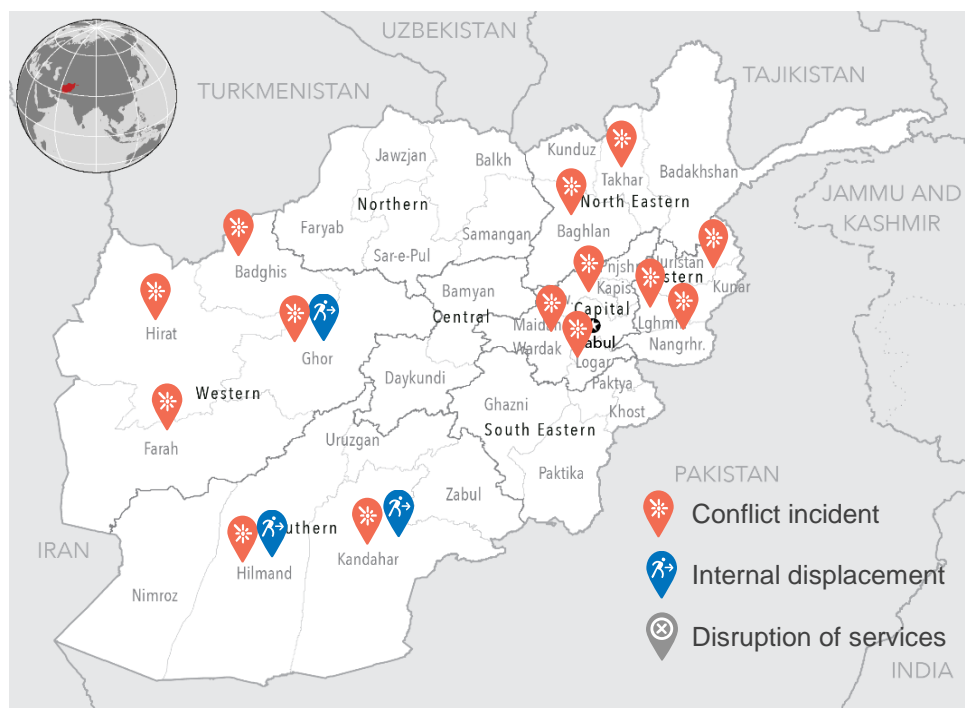 UZBEKISTAN
TAJIKISTAN
TURKMENISTAN
Kunduz
Jawzjan
Balkh
Takhar
Badakhshan
JAMMU AND
KASHMIR
Northern
North Eastern
Faryab
Samangan
Baghlan
Sar-e-Pul
Badghis
Bamyan
Kapis
Kunar
Hirat
Central
Capital
Lghmn
Ghor
Wardak
Nangrhr.
Logar
Daykundi
Paktya
Western
Ghazni
Khost
South Eastern
Farah
Uruzgan
Paktika
PAKISTAN
Zabul
Conflict incident
IRAN
Kandahar
Hilmand
Internal displacement
Nimroz
Disruption of services
INDIA